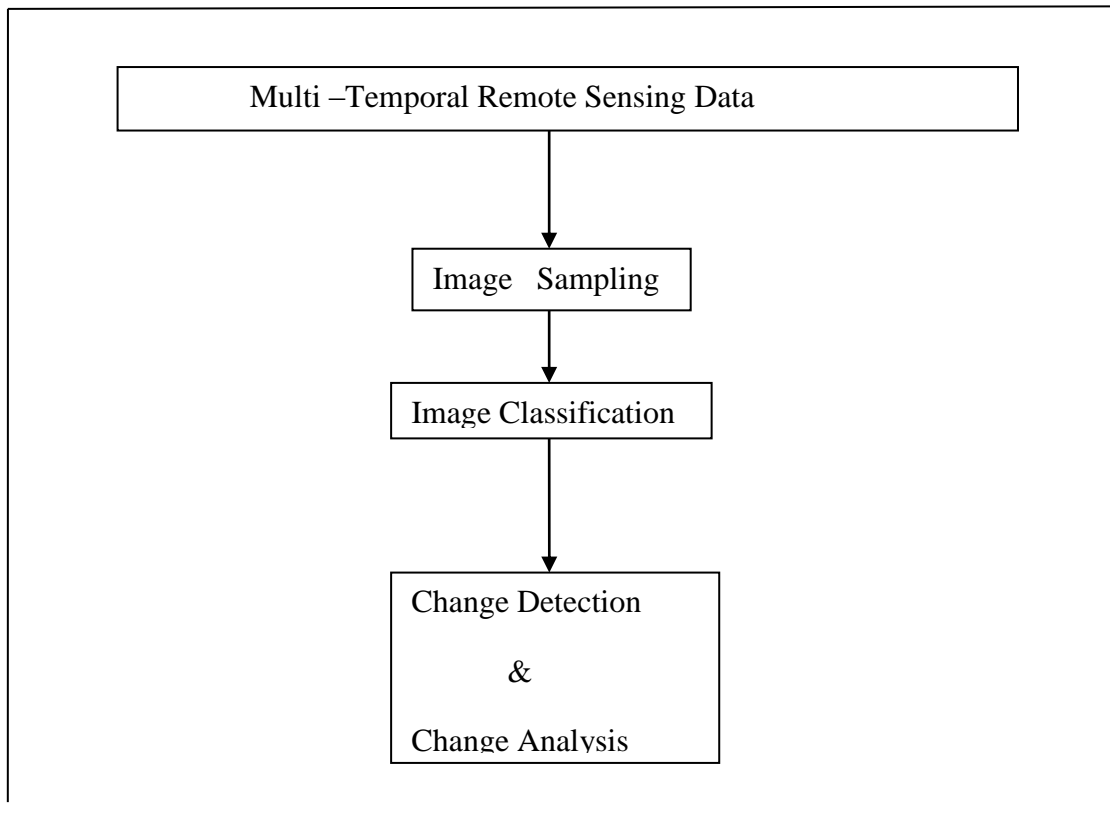 Multi –Temporal Remote Sensing Data
Image Sampling
Image Classification
Change Detection
&
Change Analysis